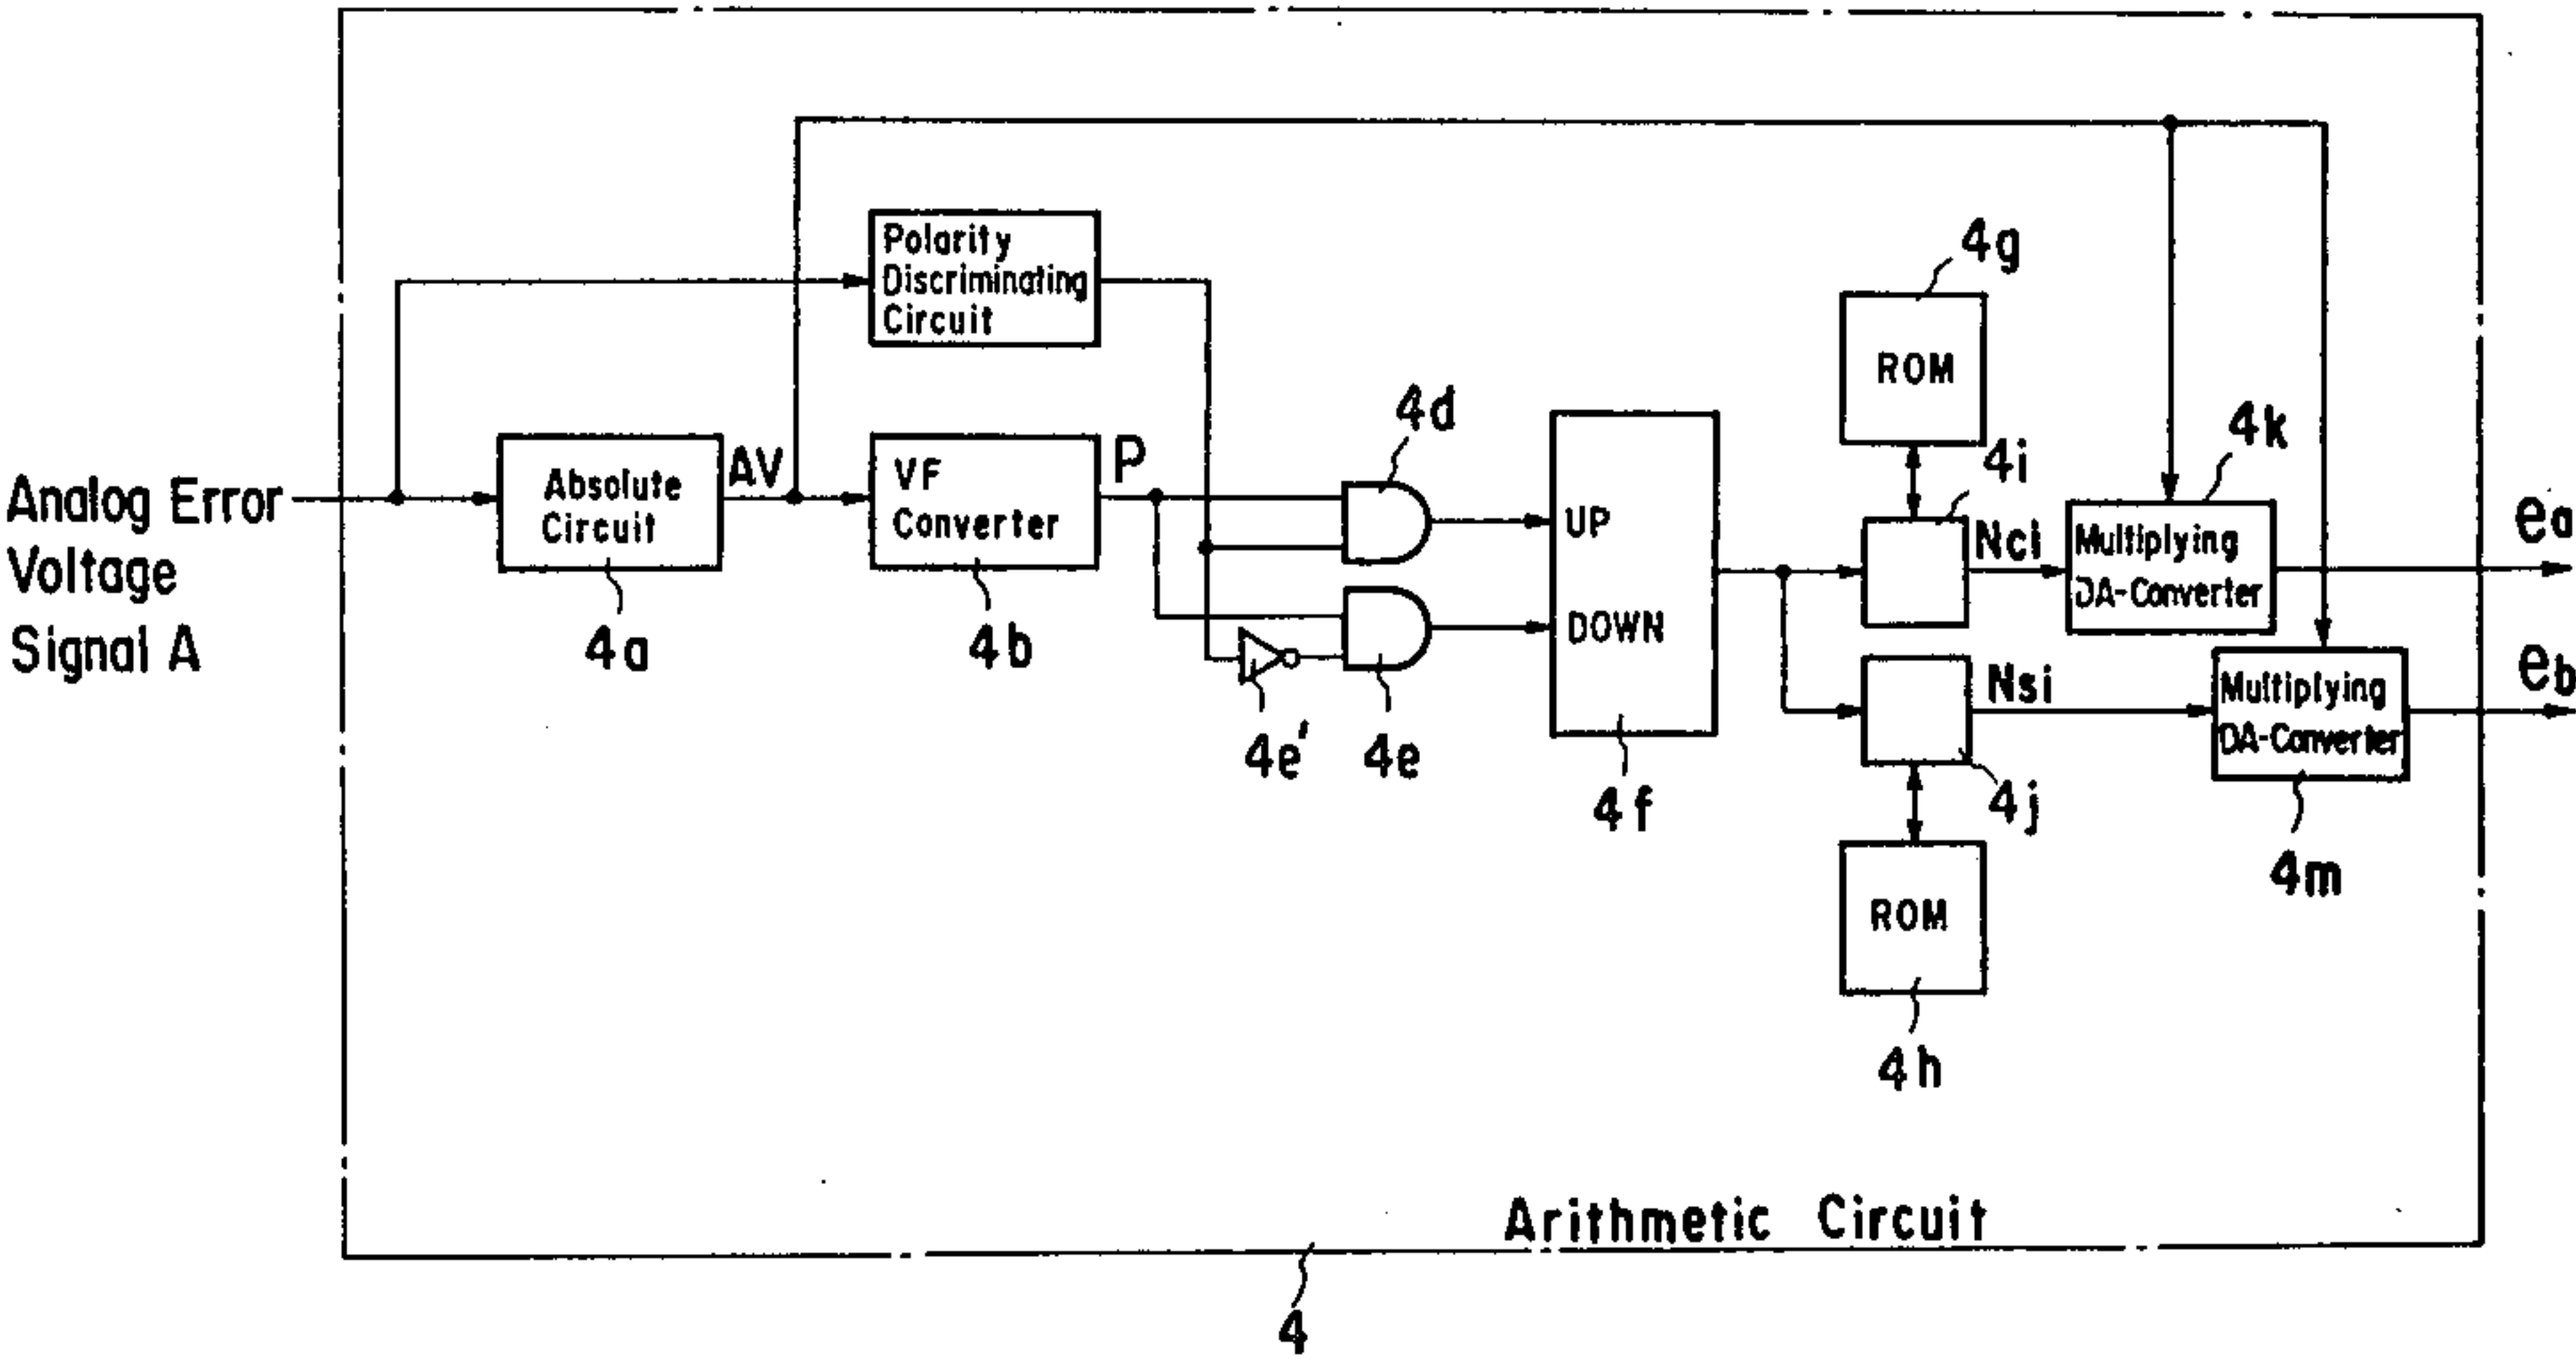 Analog Error
Voltage
Signal A
Absolute
Circuit
4a
AV
Polarity
Discriminating
Circuit
VF
Converter
4b
P
4d
4e'
4e
UP
DOWN
4f
4g
ROM
4i
Nci
4k
Multiplying
DA-Converter
ea
Nsi
4j
Multiplying
DA-Converter
4m
eb
ROM
4h
Arithmetic Circuit
4